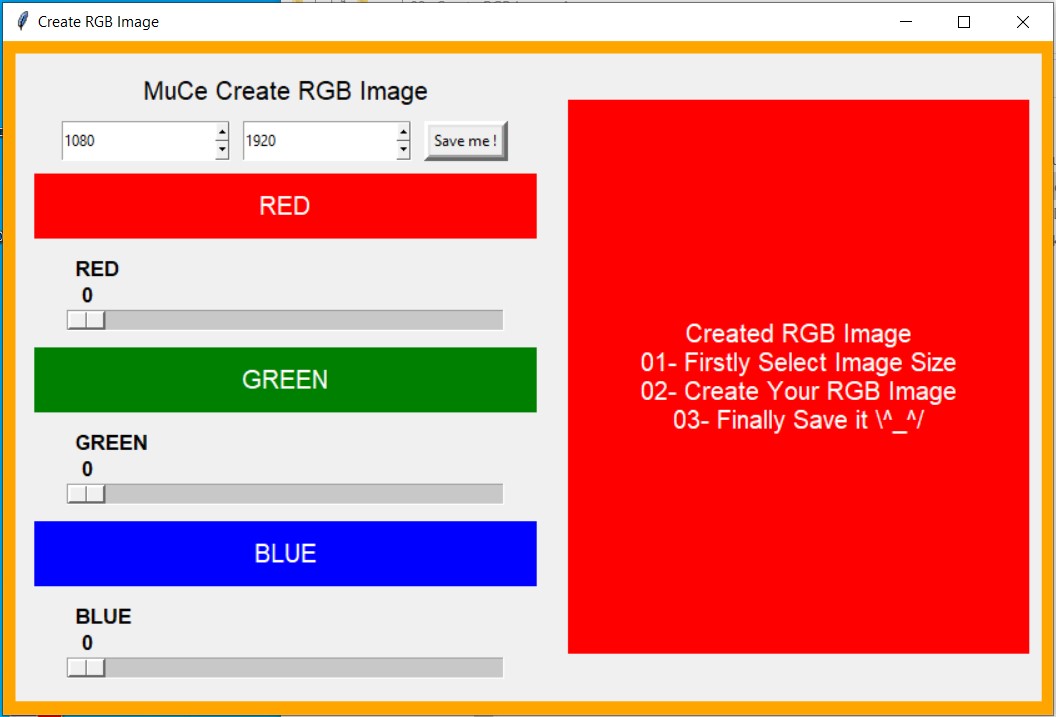 Create RGB Image
MuCe Create RGB Image
1080
1920
Save me !
RED
RED
0
GREEN
GREEN
0
BLUE
BLUE
0
Created RGB Image
01- Firstly Select Image Size
02- Create Your RGB Image
03- Finally Save it \^_^/